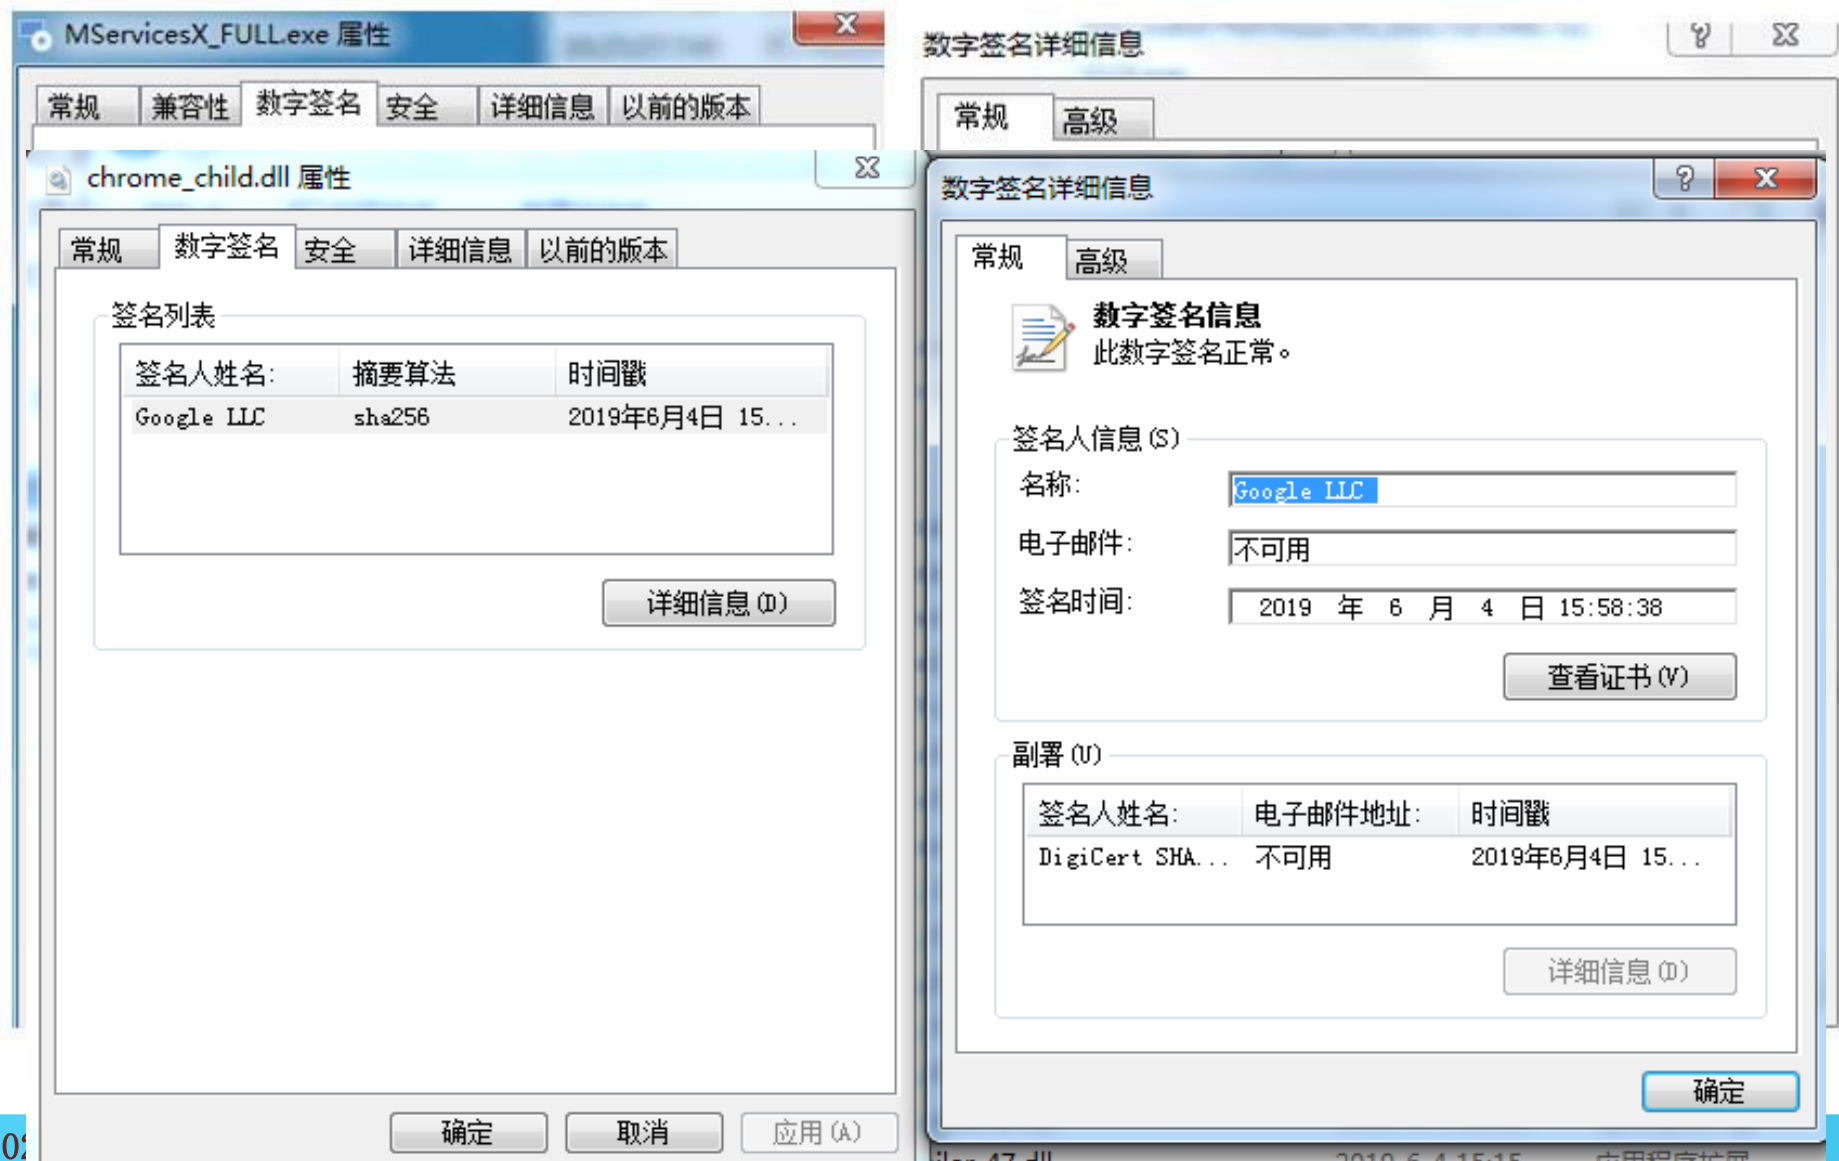 MServicesX_FULL.exe 属性
常规 兼容性 数字签名 安全 详细信息 以前的版本
数字签名详细信息
常规 高级
chrome_child.dll 属性
常规 数字签名 安全 详细信息 以前的版本
签名列表
签名人姓名: 摘要算法 时间戳
Google LLC sha256 2019年6月4日 15...
详细信息(D)
确定 取消 应用(A)
数字签名详细信息
常规 高级
数字签名信息
此数字签名正常。
签名人信息(S)
名称: Google LLC
电子邮件: 不可用
签名时间: 2019 年 6 月 4 日 15:58:38
查看证书(V)
副署(U)
签名人姓名: 电子邮件地址: 时间戳
DigiCert SHA... 不可用 2019年6月4日 15...
详细信息(D)
确定
02